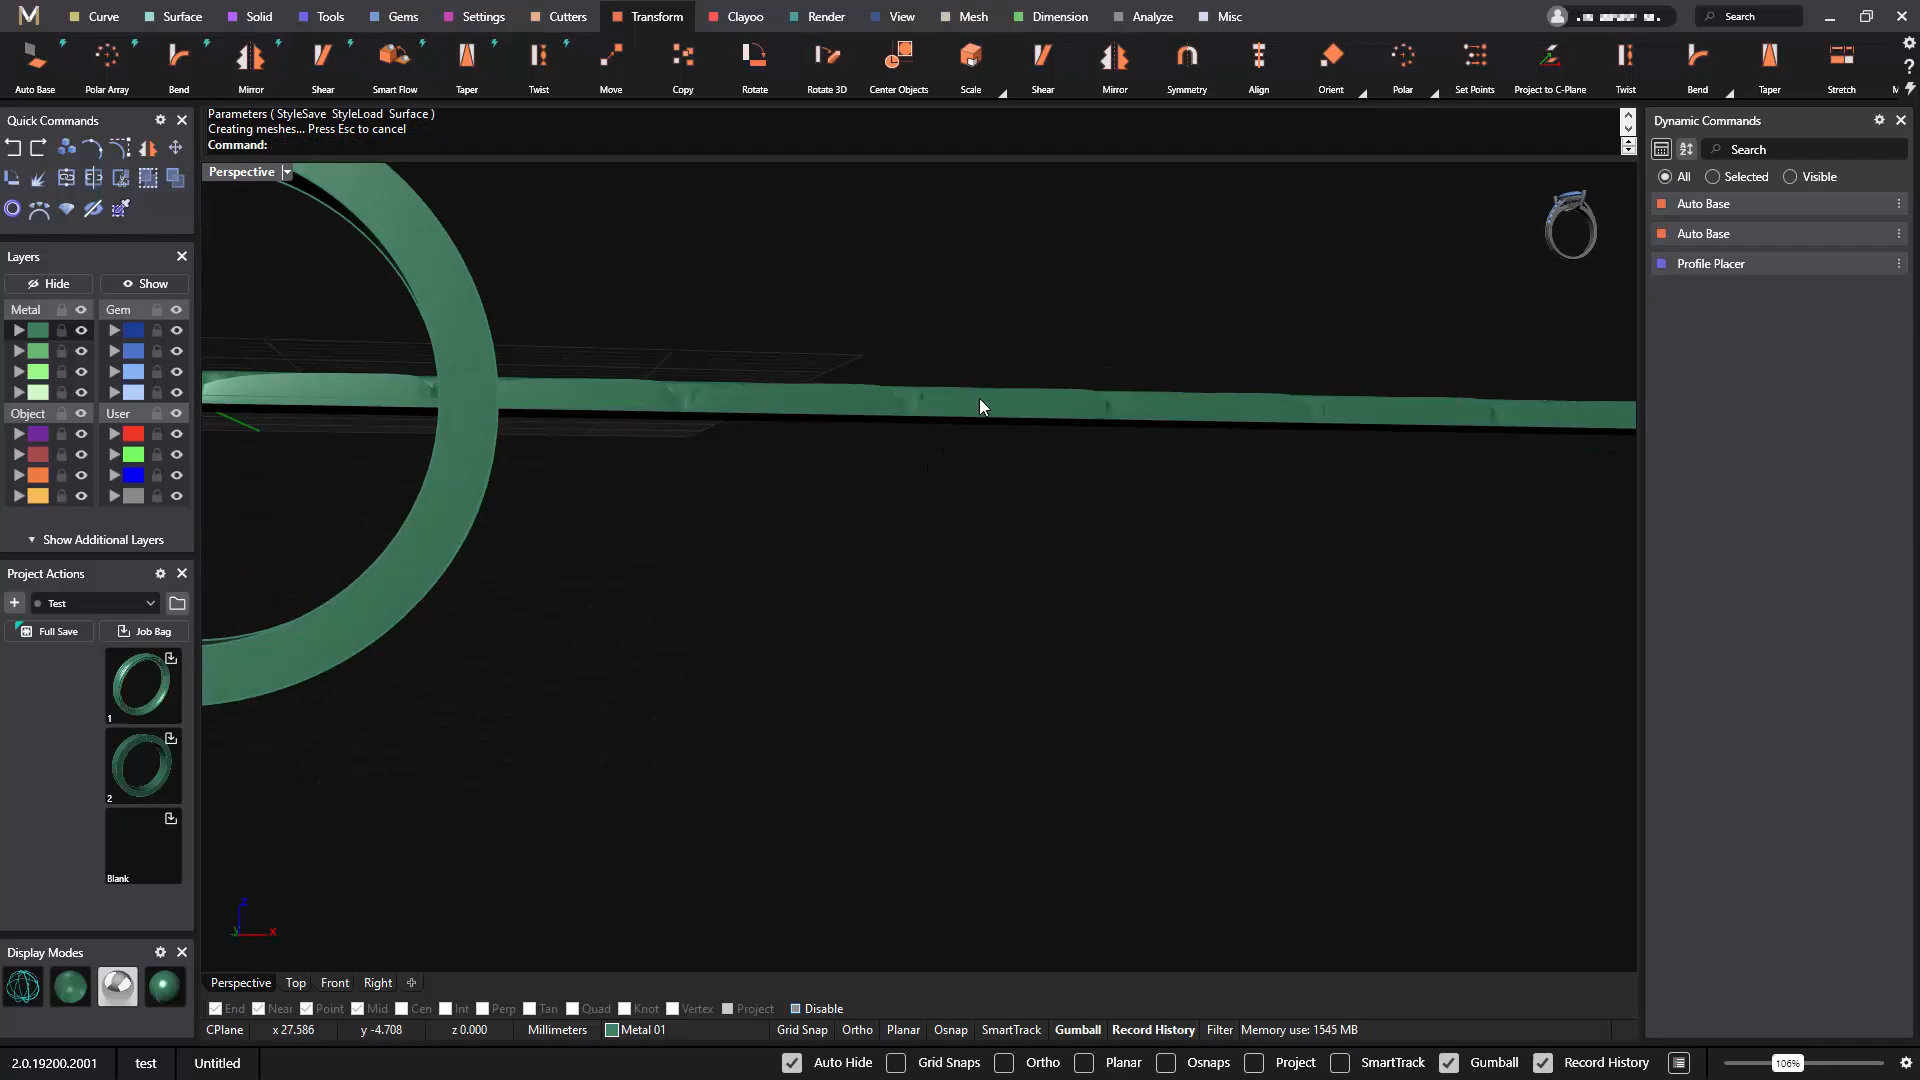 Curve Surface Solid Tools Gems Settings Cutters Transform Clayoo Render View Mesh Dimension Analyze Misc Search
Auto Base Polar Array Bend Mirror Shear Smart Flow Taper Twist Move Copy Rotate Rotate 3D Center Objects Scale Shear Mirror Symmetry Align Orient Polar Set Points Project to C-Plane Twist Bend Taper Stretch
Quick Commands
Parameters ( StyleSave StyleLoad Surface )
Creating meshes... Press Esc to cancel
Command:
Perspective
Dynamic Commands
Search
All Selected Visible
Auto Base
Auto Base
Profile Placer
Layers
Hide Show
Metal Gem
Object User
Show Additional Layers
Project Actions
Test
Full Save Job Bag
1
2
Blank
z
y x
Display Modes
Perspective Top Front Right
End Near Point Mid Cen Int Perp Tan Quad Knot Vertex Project Disable
CPlane x 27.586 y -4.708 z 0.000 Millimeters Metal 01 Grid Snap Ortho Planar Osnap SmartTrack Gumball Record History Filter Memory use: 1545 MB
2.0.19200.2001 test Untitled Auto Hide Grid Snaps Ortho Planar Osnaps Project SmartTrack Gumball Record History 106%